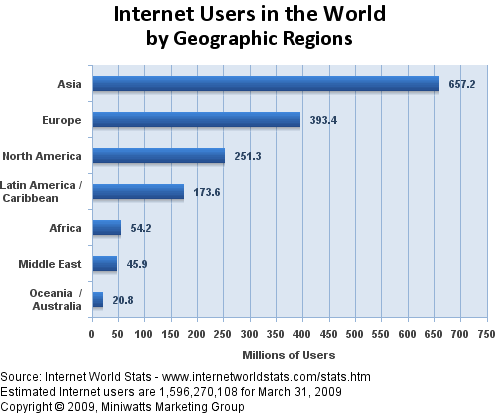 Internet Users in the World
by Geographic Regions
Asia
657.2
Europe
393.4
North America
251.3
Latin America /
Caribbean
173.6
Africa
54.2
Middle East
45.9
Oceania /
Australia
20.8
0 50 100 150 200 250 300 350 400 450 500 550 600 650 700 750
Millions of Users
Source: Internet World Stats - www.internetworldstats.com/stats.htm
Estimated Internet users are 1,596,270,108 for March 31, 2009
Copyright © 2009, Miniwatts Marketing Group